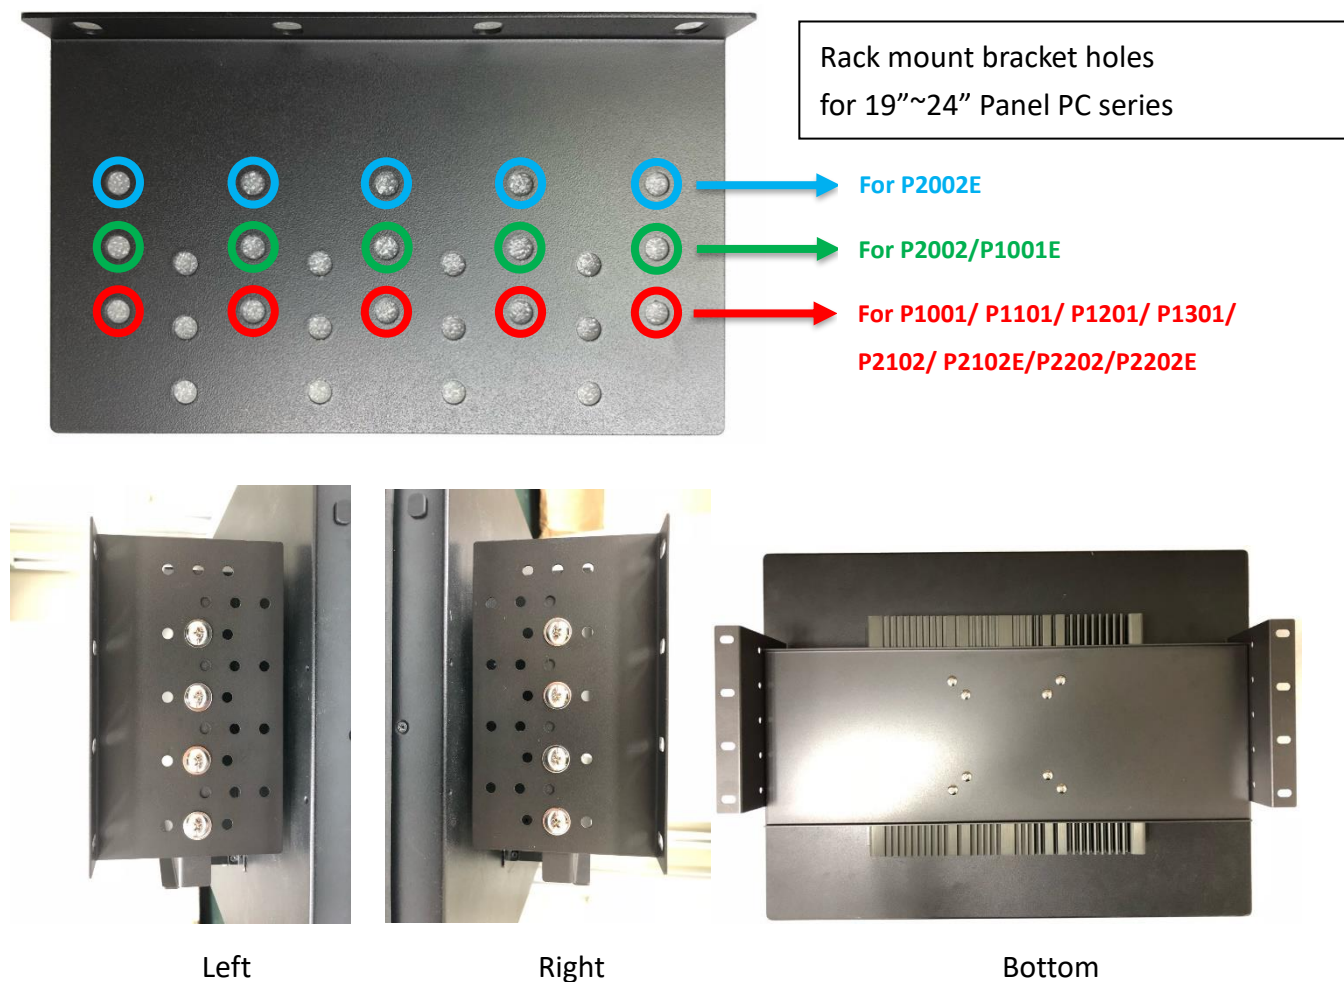 Rack mount bracket holes
for 19”~24” Panel PC series
For P2002E
For P2002/P1001E
For P1001/ P1101/ P1201/ P1301/
P2102/ P2102E/P2202/P2202E
Left
Right
Bottom